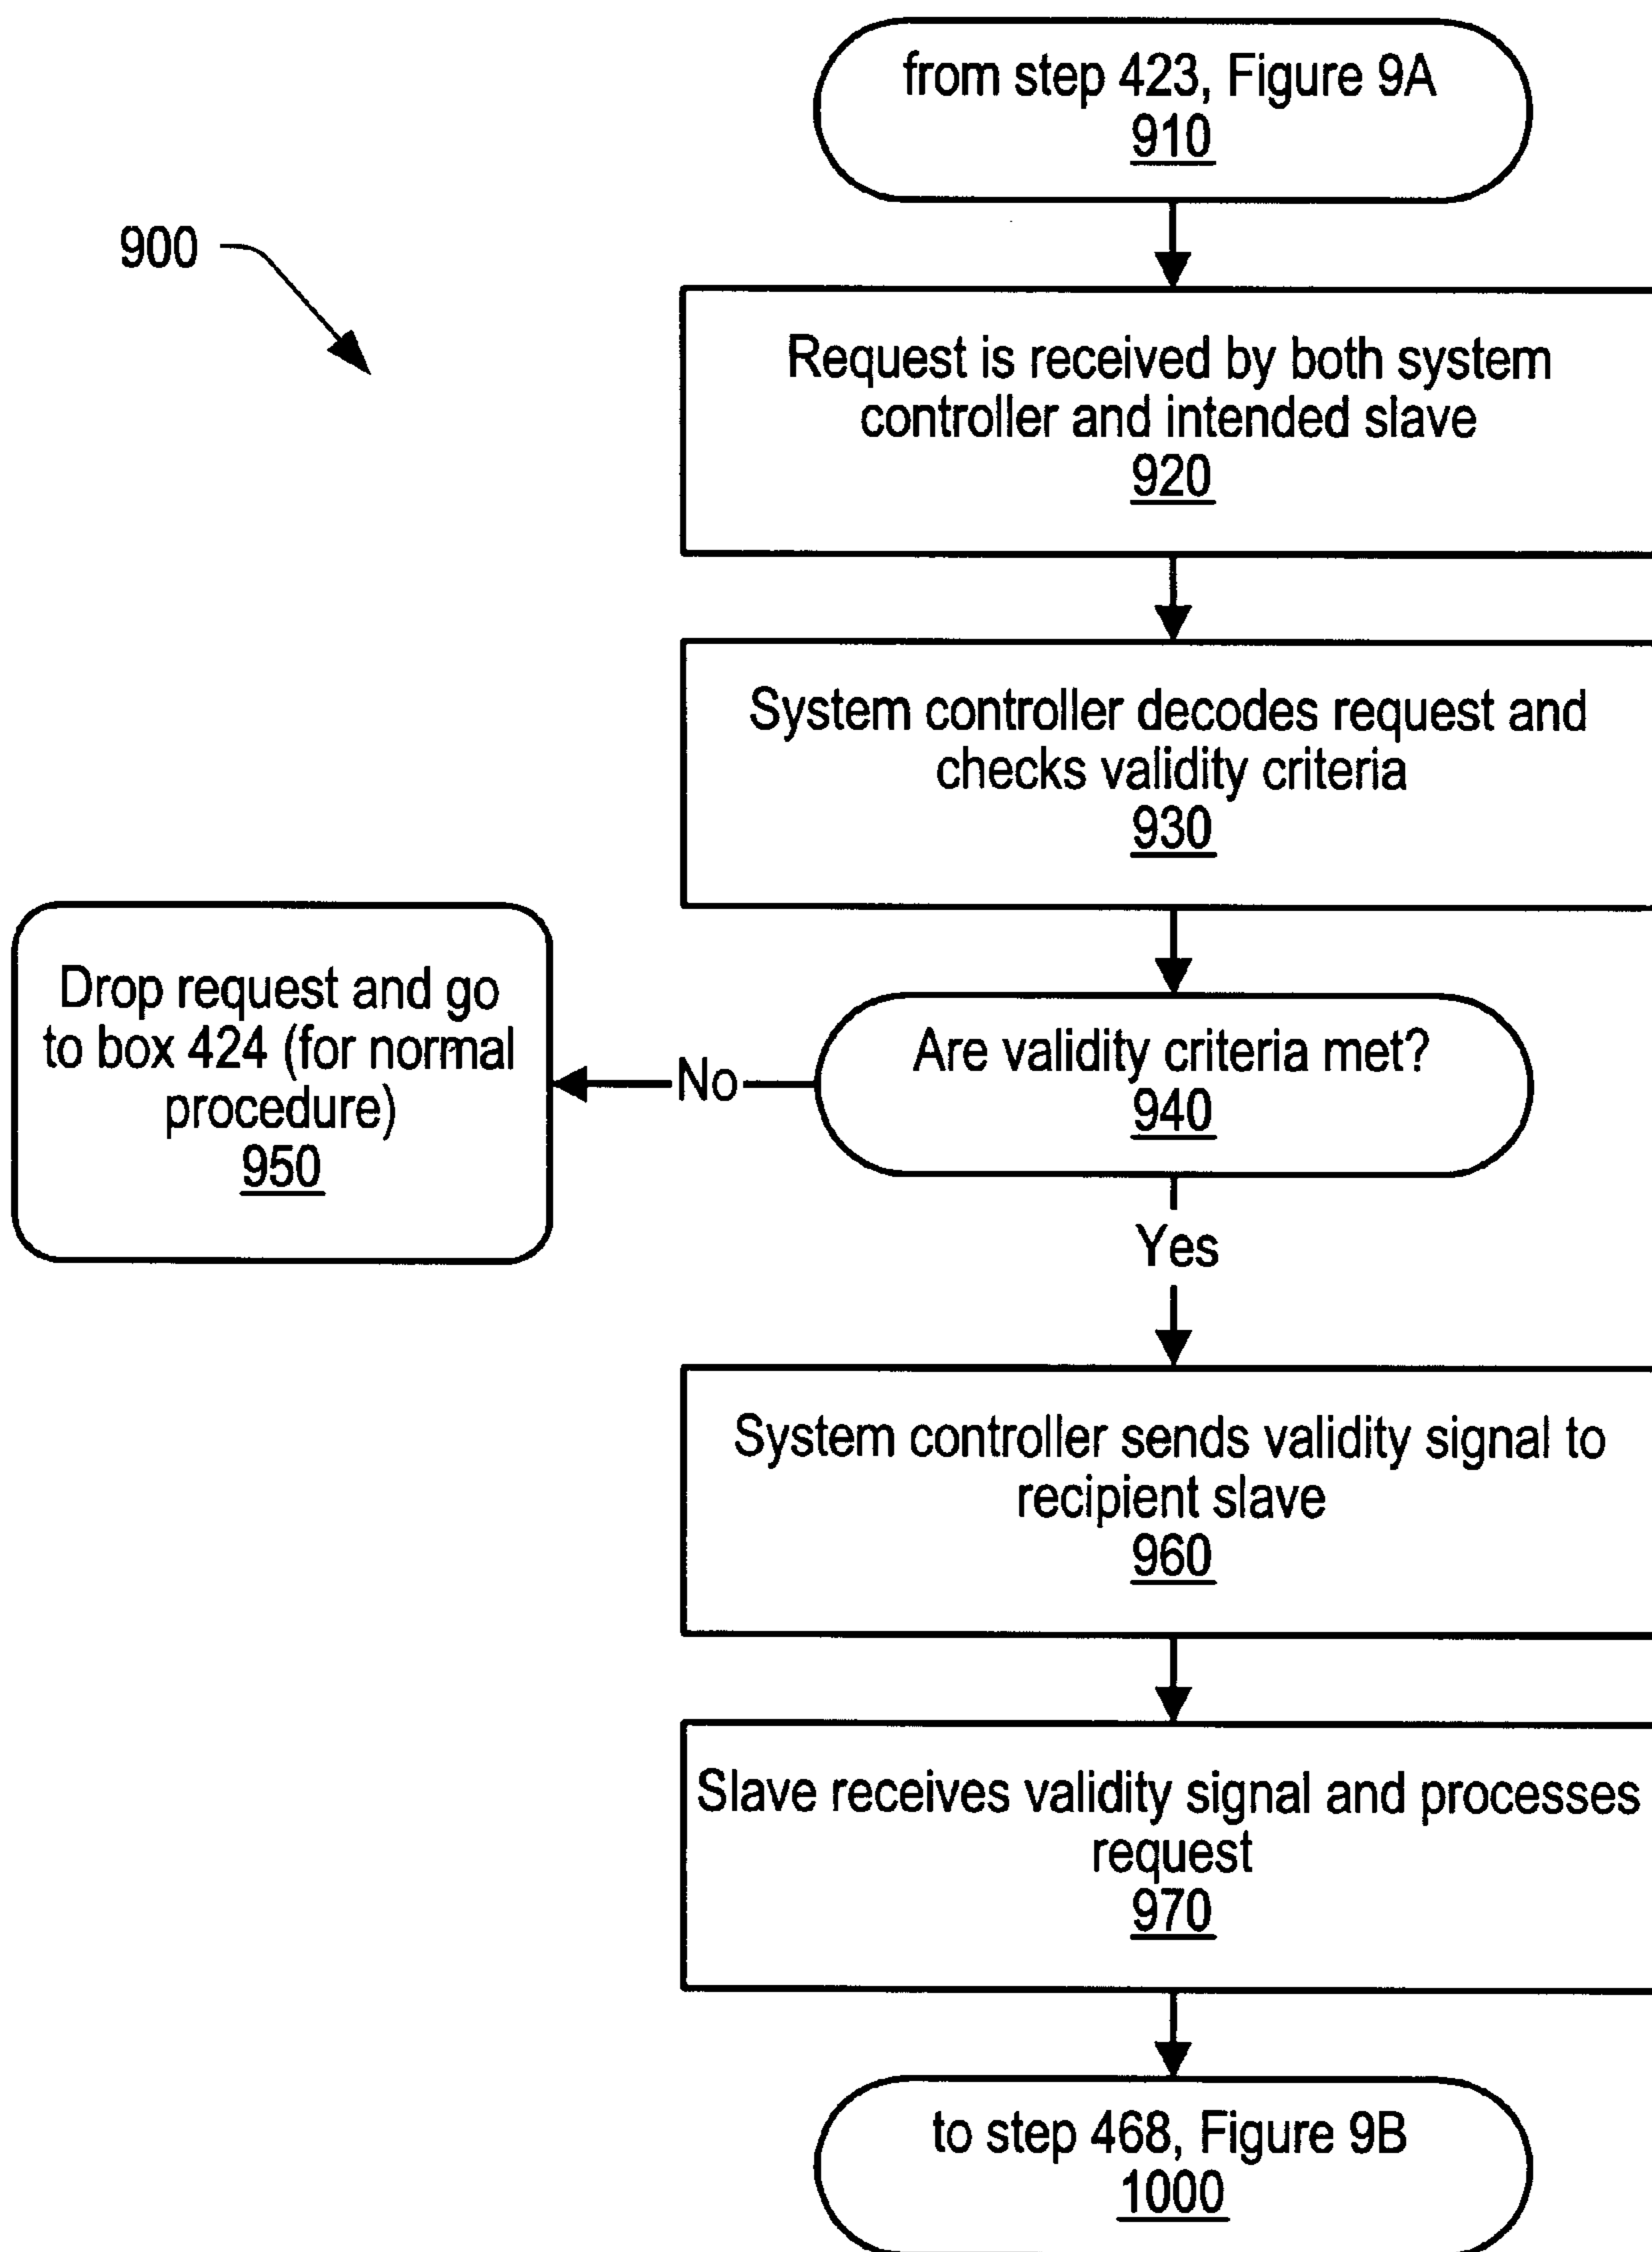 from step 423, Figure 9A
910
900
Request is received by both system
controller and intended slave
920
System controller decodes request and
checks validity criteria
930
Drop request and go
to box 424 (for normal
procedure)
950
No
Are validity criteria met?
940
Yes
System controller sends validity signal to
recipient slave
960
Slave receives validity signal and processes
request
970
to step 468, Figure 9B
1000